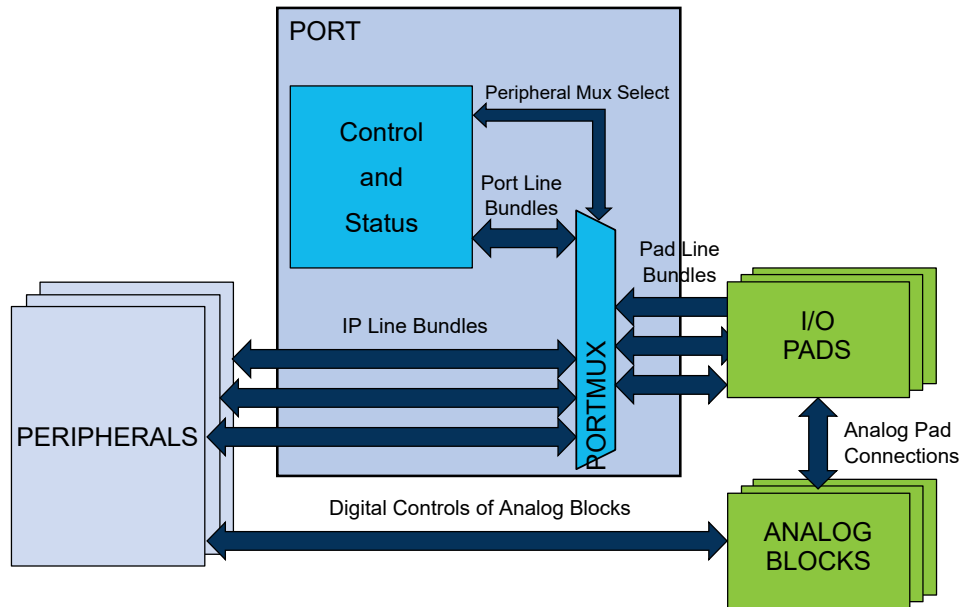 PORT
Peripheral Mux Select
Control
and
Status
Port Line
Bundles
Pad Line
Bundles
IP Line Bundles
PORTMUX
I/O
PADS
PERIPHERALS
Analog Pad
Connections
Digital Controls of Analog Blocks
ANALOG
BLOCKS